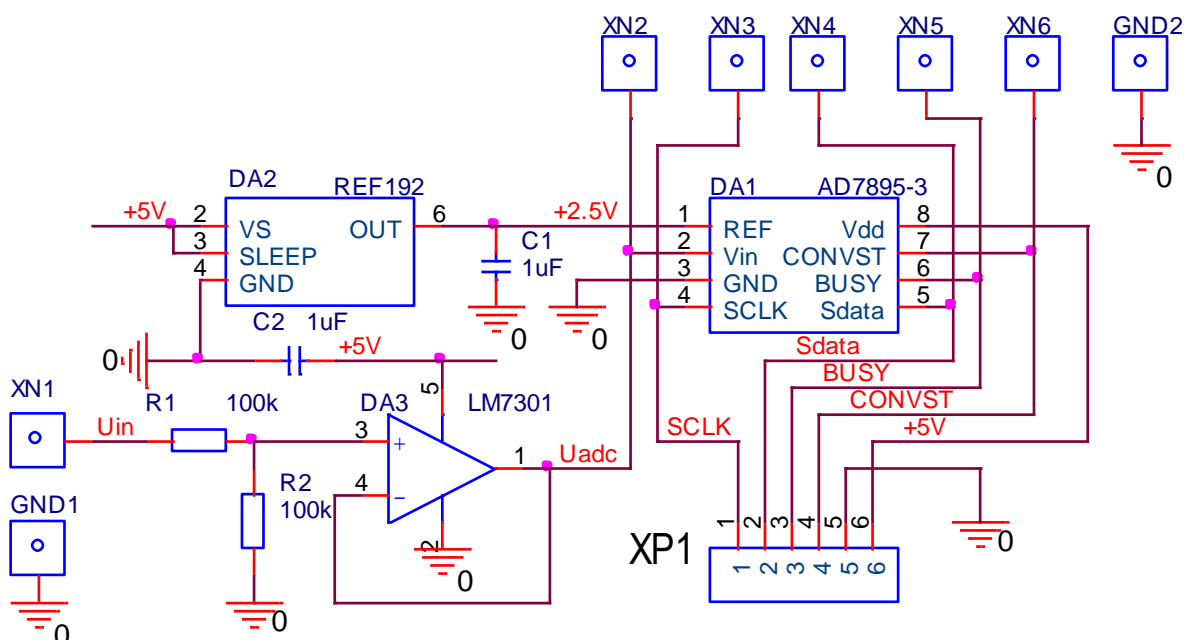 XN2 XN3 XN4 XN5 XN6 GND2
0
DA2 REF192
+5V 2 VS OUT 6 +2.5V
3 SLEEP
4 GND
C1
1uF
0
0
DA1 AD7895-3
1 REF Vdd 8
2 Vin CONVST 7
3 GND BUSY 6
4 SCLK Sdata 5
C2 1uF
+5V
0
Sdata
BUSY
CONVST
+5V
SCLK
XN1
Uin
R1 100k
DA3 LM7301
5
3 +
4 −
1 Uadc
2
0
R2
100k
0
GND1
0
1 2 3 4 5 6
0
XP1
1 2 3 4 5 6